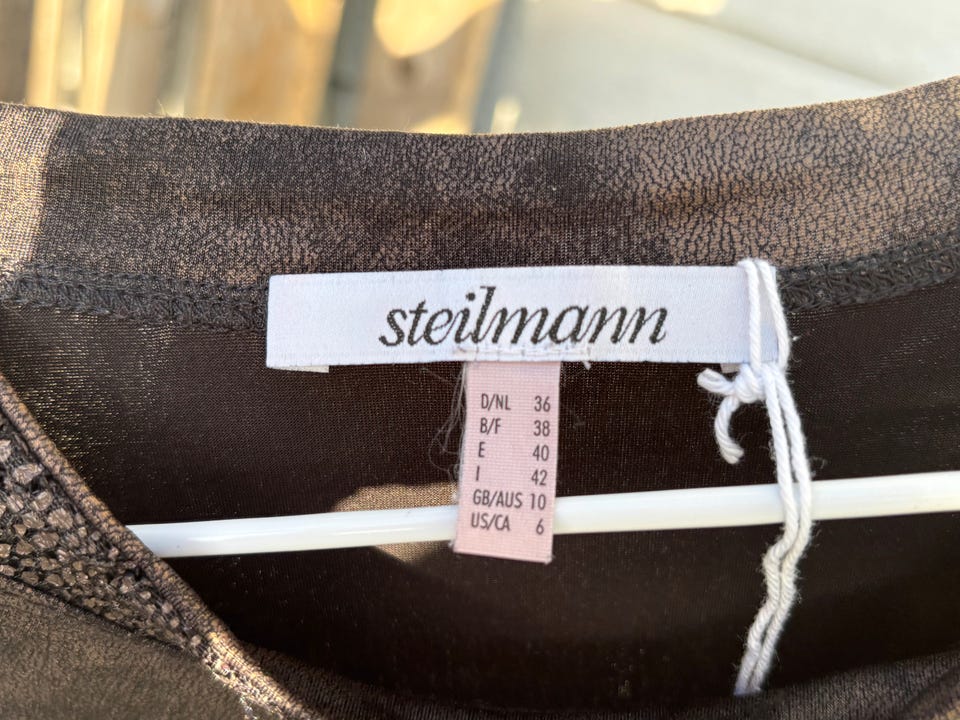 steilmann
D/NL 36
B/F 38
E 40
I 42
GB/AUS 10
US/CA 6